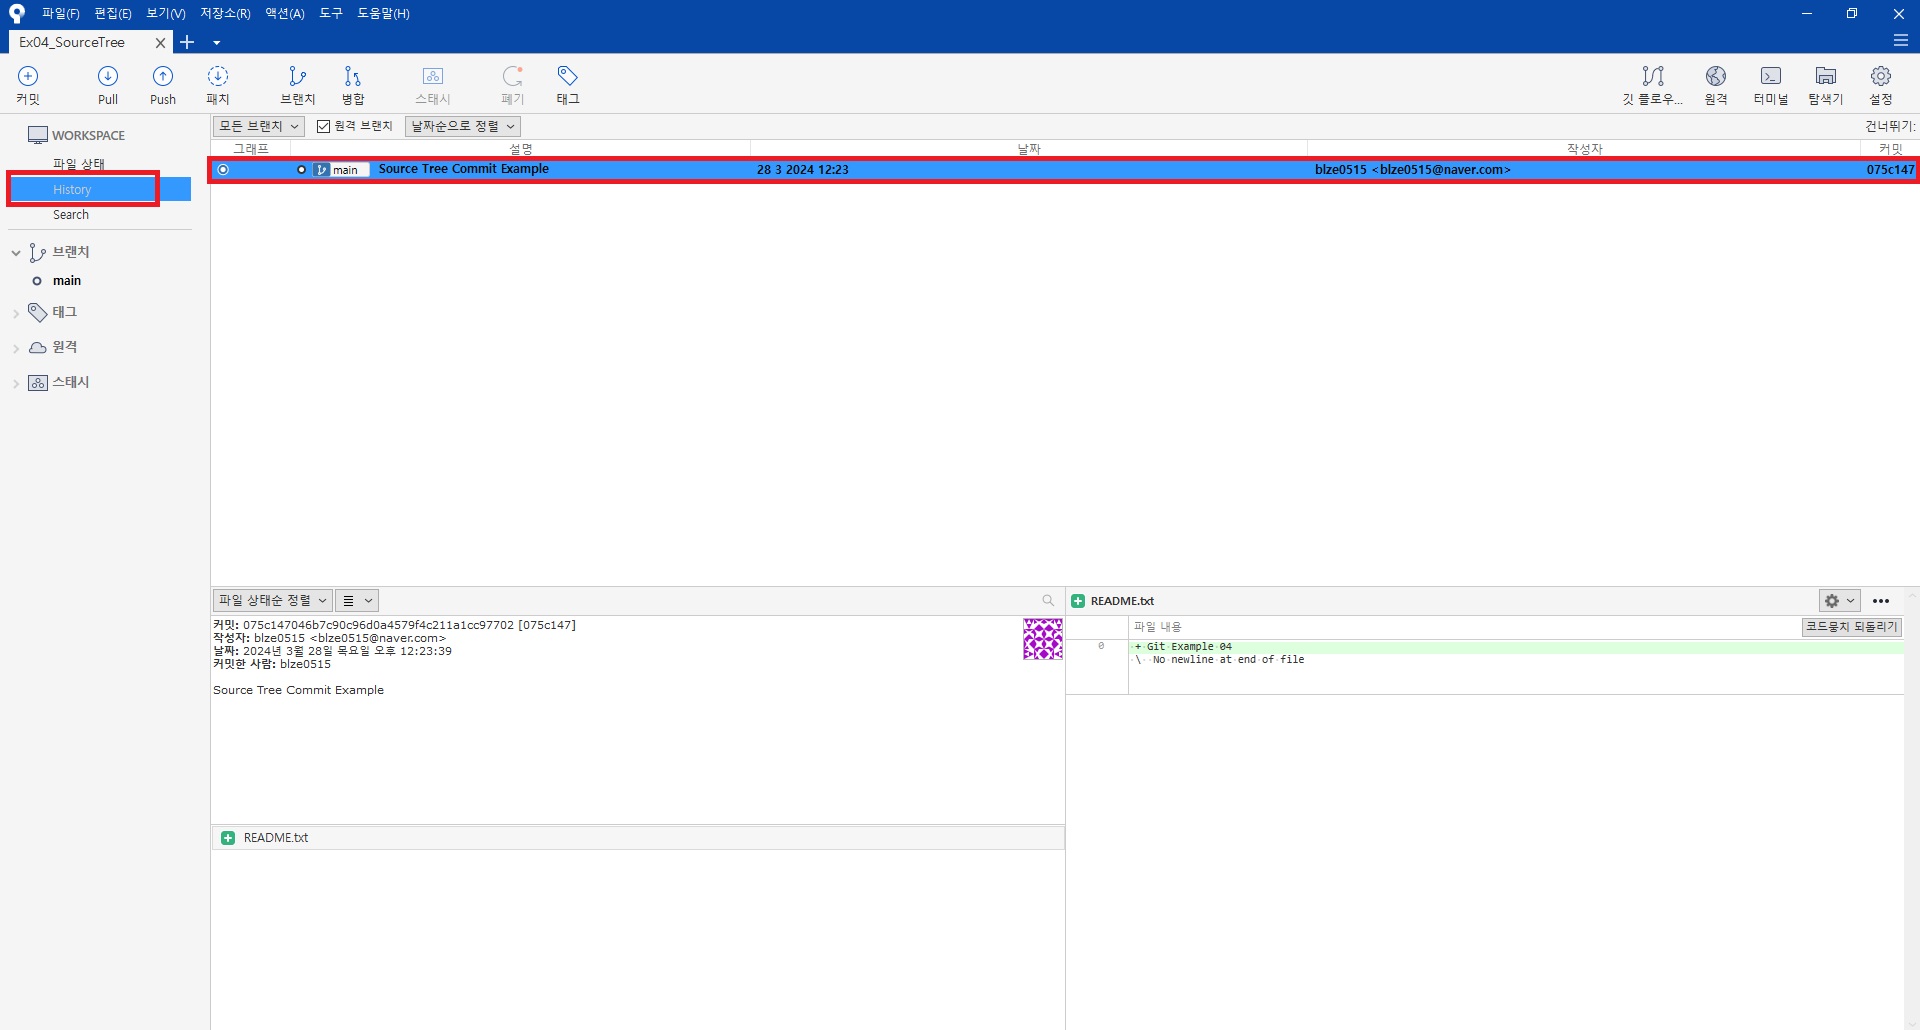 파일(F) 편집(E) 보기(V) 저장소(R) 액션(A) 도구 도움말(H)
Ex04_SourceTree
커밋 Pull Push 패치 브랜치 병합 스태시 폐기 태그 깃 플로우... 원격 터미널 탐색기 설정
WORKSPACE
파일 상태
History
Search
브랜치
main
태그
원격
스태시
모든 브랜치 원격 브랜치 날짜순으로 정렬 건너뛰기:
그래프 설명 날짜 작성자 커밋
main Source Tree Commit Example 28 3 2024 12:23 blze0515 <blze0515@naver.com> 075c147
파일 상태순 정렬
커밋: 075c147046b7c90c96d0a4579f4c211a1cc97702 [075c147]
작성자: blze0515 <blze0515@naver.com>
날짜: 2024년 3월 28일 목요일 오후 12:23:39
커밋한 사람: blze0515
Source Tree Commit Example
README.txt
README.txt
파일 내용 코드뭉치 되돌리기
0 + Git Example 04
\ No newline at end of file